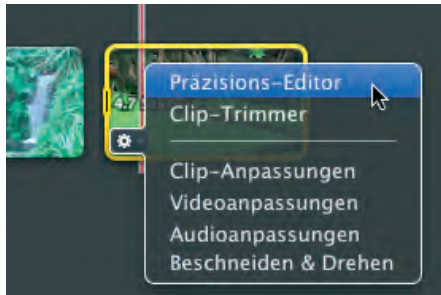 Präzisions-Editor
4,7
Clip-Trimmer
Clip-Anpassungen
Videoanpassungen
Audioanpassungen
Beschneiden & Drehen